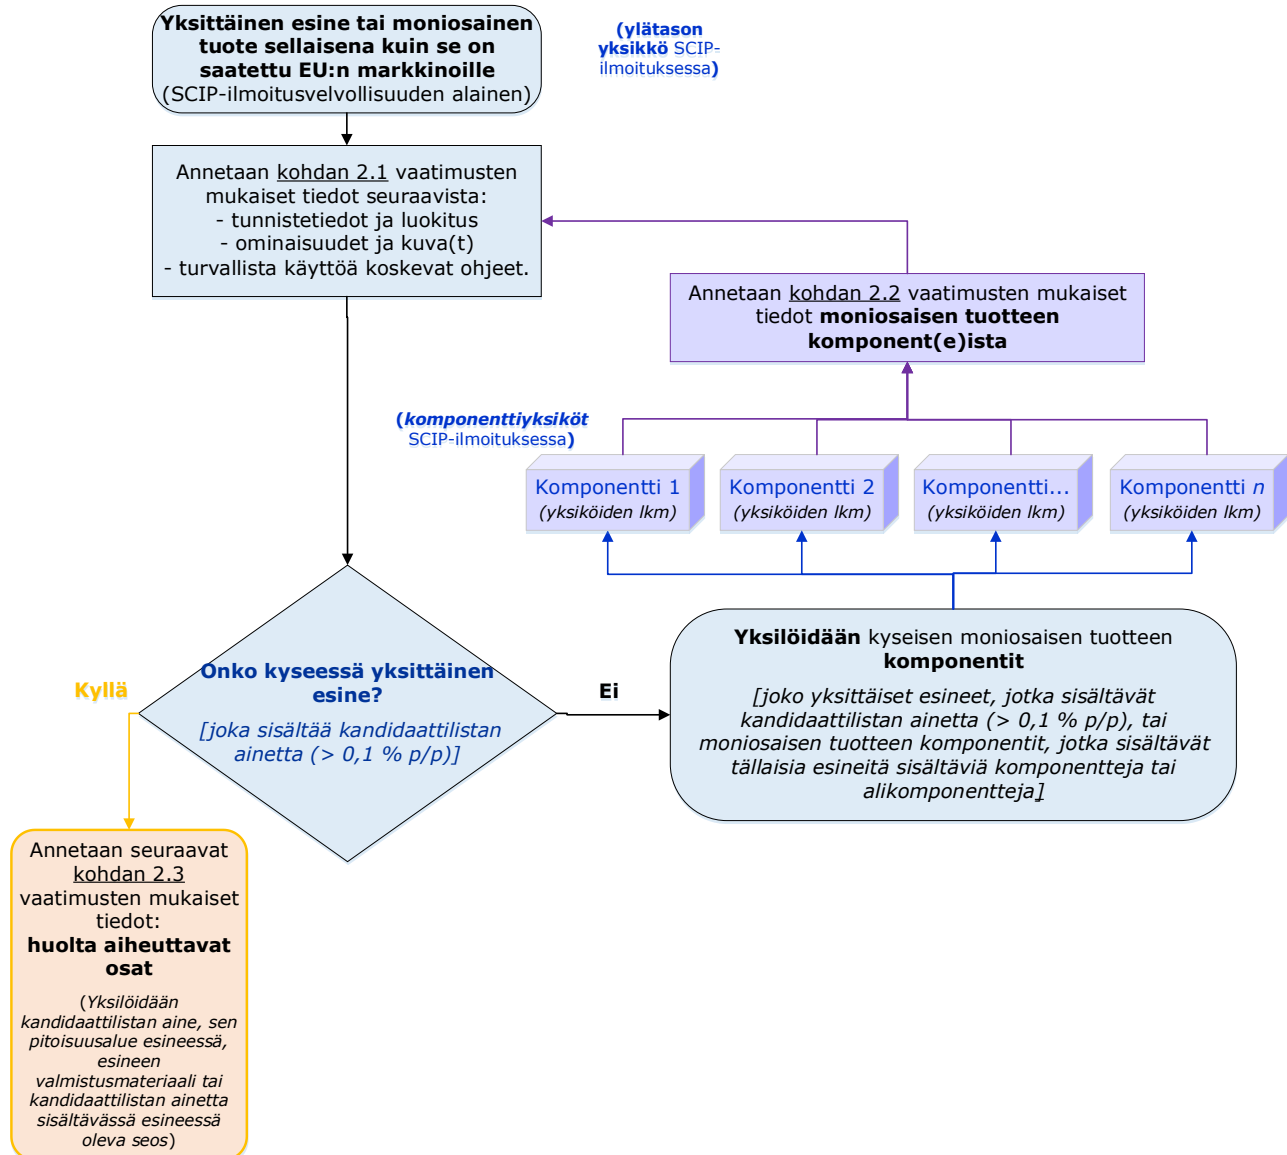 Yksittäinen esine tai moniosainen
tuote sellaisena kuin se on
saatettu EU:n markkinoille
(SCIP-ilmoitusvelvollisuuden alainen)
(ylätason
yksikkö SCIP-
ilmoituksessa)
Annetaan kohdan 2.1 vaatimusten
mukaiset tiedot seuraavista:
- tunnistetiedot ja luokitus
- ominaisuudet ja kuva(t)
- turvallista käyttöä koskevat ohjeet.
Annetaan kohdan 2.2 vaatimusten mukaiset
tiedot moniosaisen tuotteen
komponent(e)ista
(komponenttiyksiköt
SCIP-ilmoituksessa)
Komponentti 1
(yksiköiden lkm)
Komponentti 2
(yksiköiden lkm)
Komponentti...
(yksiköiden lkm)
Komponentti n
(yksiköiden lkm)
Onko kyseessä yksittäinen
esine?
[joka sisältää kandidaattilistan
ainetta (> 0,1 % p/p)]
Kyllä
Ei
Yksilöidään kyseisen moniosaisen tuotteen
komponentit
[joko yksittäiset esineet, jotka sisältävät
kandidaattilistan ainetta (> 0,1 % p/p), tai
moniosaisen tuotteen komponentit, jotka sisältävät
tällaisia esineitä sisältäviä komponentteja tai
alikomponentteja]
Annetaan seuraavat
kohdan 2.3
vaatimusten mukaiset
tiedot:
huolta aiheuttavat
osat
(Yksilöidään
kandidaattilistan aine, sen
pitoisuusalue esineessä,
esineen
valmistusmateriaali tai
kandidaattilistan ainetta
sisältävässä esineessä
oleva seos)